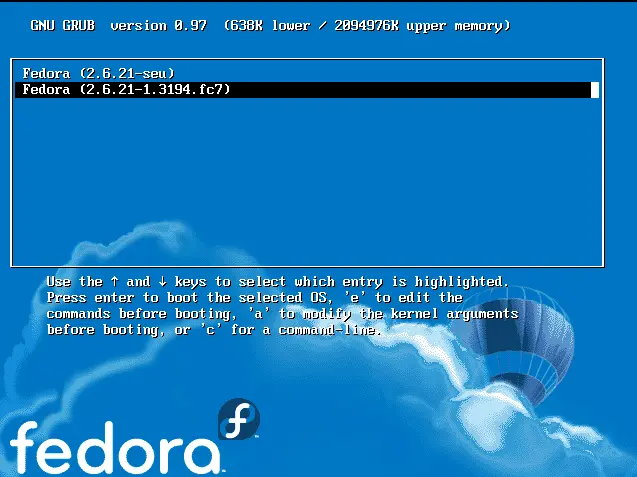 GNU GRUB  version 0.97  (638K lower / 2094976K upper memory)
Fedora (2.6.21-seu)
Fedora (2.6.21-1.3194.fc7)
Use the ↑ and ↓ keys to select which entry is highlighted.
Press enter to boot the selected OS, 'e' to edit the
commands before booting, 'a' to modify the kernel arguments
before booting, or 'c' for a command-line.
fedora